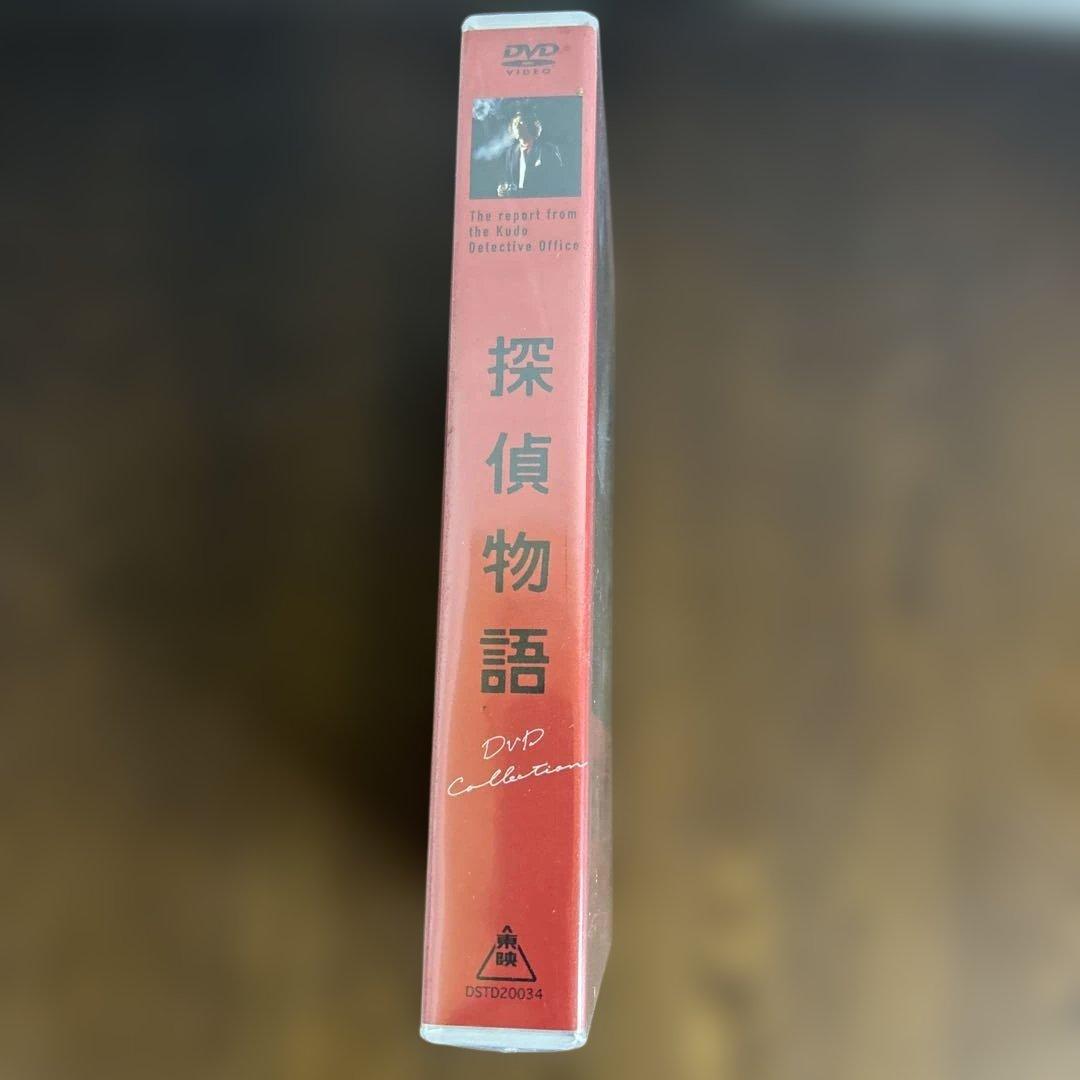 DVD
VIDEO
The report from
the Kudo
Detective Office
探偵物語
DVD
Collection
東映
DSTD20034